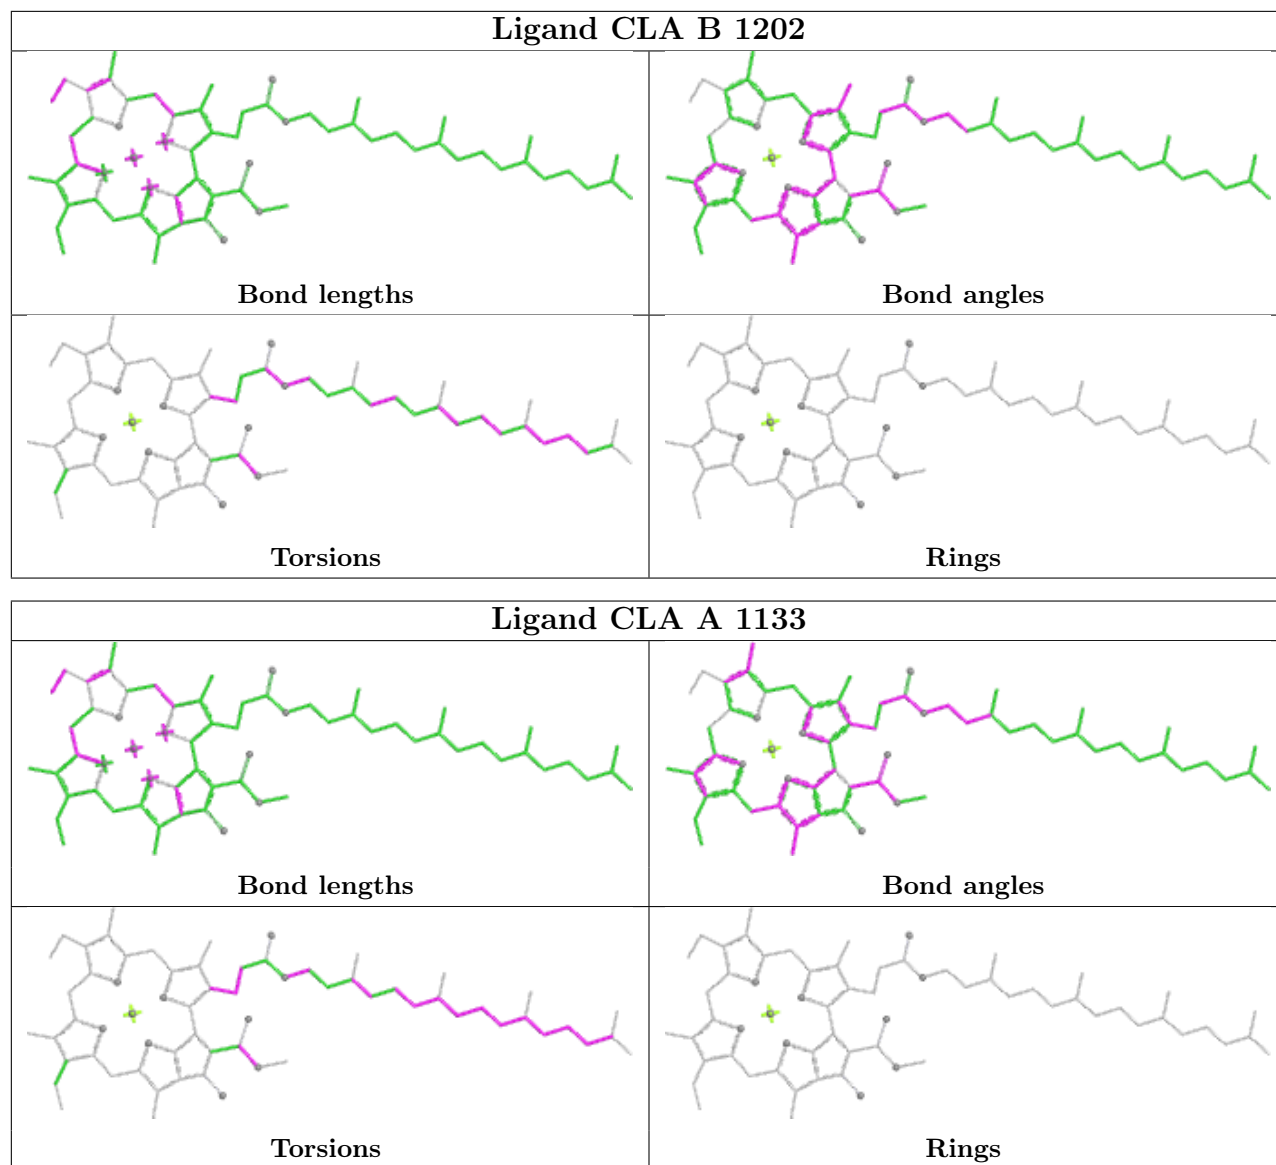 Ligand CLA B 1202
Bond lengths
Bond angles
Torsions
Rings
Ligand CLA A 1133
Bond lengths
Bond angles
Torsions
Rings